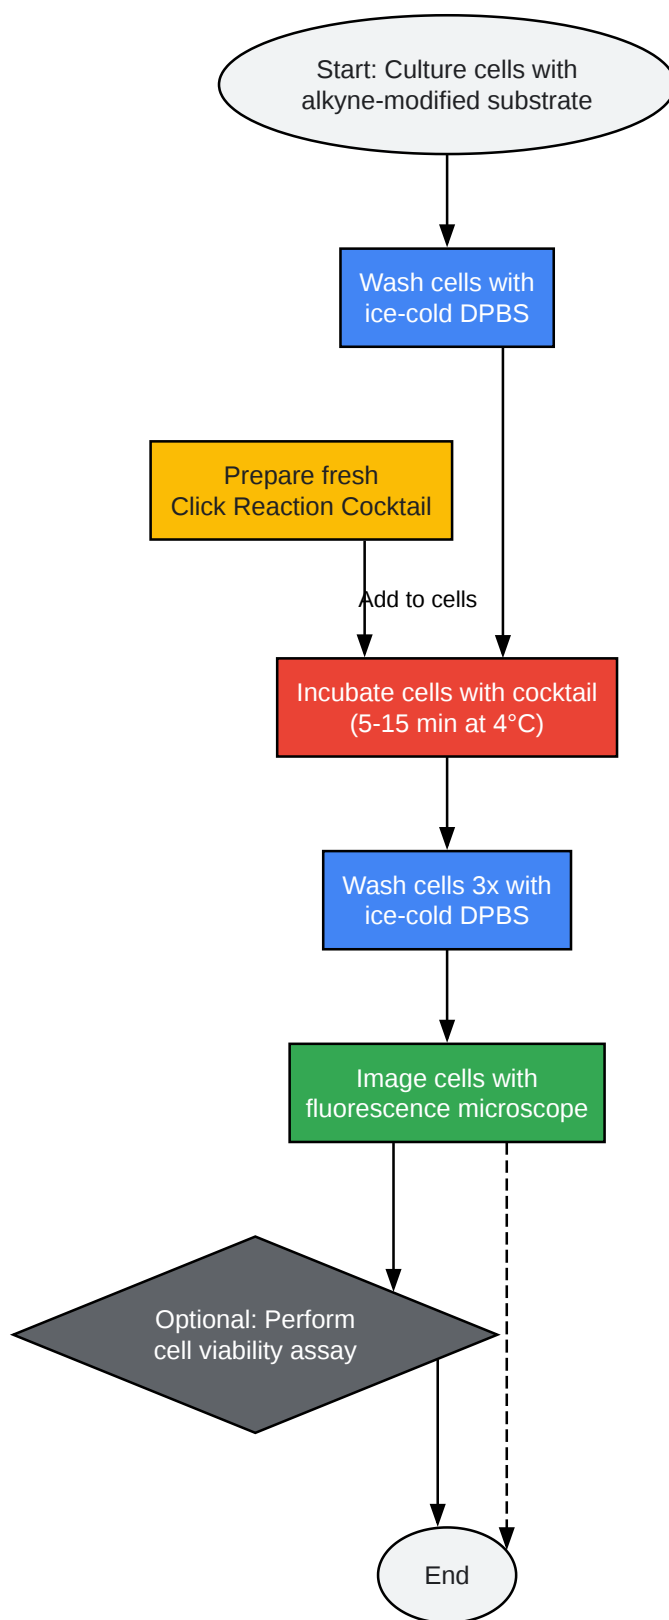 Start: Culture cells with
alkyne-modified substrate
Wash cells with
ice-cold DPBS
Prepare fresh
Click Reaction Cocktail
Add to cells
Incubate cells with cocktail
(5-15 min at 4°C)
Wash cells 3x with
ice-cold DPBS
Image cells with
fluorescence microscope
Optional: Perform
cell viability assay
End